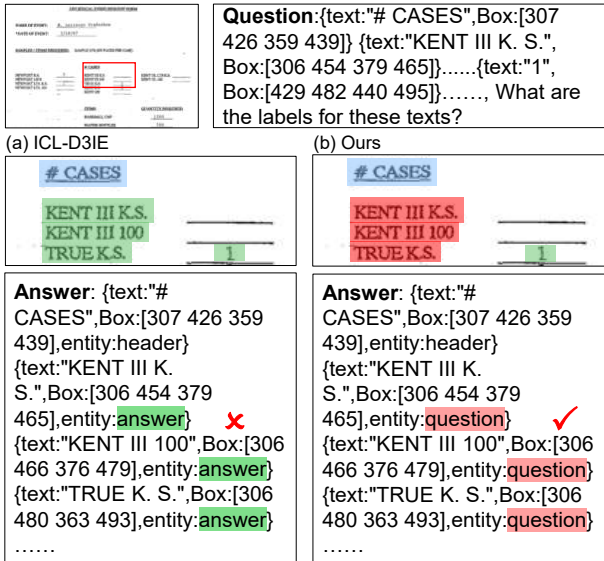 # CASES
Question:{text:"# CASES",Box:[307
426 359 439]} {text:"KENT III K. S.",
Box:[306 454 379 465]}......{text:"1",
Box:[429 482 440 495]}……, What are
the labels for these texts?
(a) ICL-D3IE
(b) Ours
# CASES
KENT III K.S.
KENT III 100
TRUE K.S. 1
# CASES
KENT III K.S.
KENT III 100
TRUE K.S. 1
Answer: {text:"#
CASES",Box:[307 426 359
439],entity:header}
{text:"KENT III K.
S.",Box:[306 454 379
465],entity:answer} ✘
{text:"KENT III 100",Box:[306
466 376 479],entity:answer}
{text:"TRUE K. S.",Box:[306
480 363 493],entity:answer}
……
Answer: {text:"#
CASES",Box:[307 426 359
439],entity:header}
{text:"KENT III K.
S.",Box:[306 454 379
465],entity:question} ✓
{text:"KENT III 100",Box:[306
466 376 479],entity:question}
{text:"TRUE K. S.",Box:[306
480 363 493],entity:question}
……